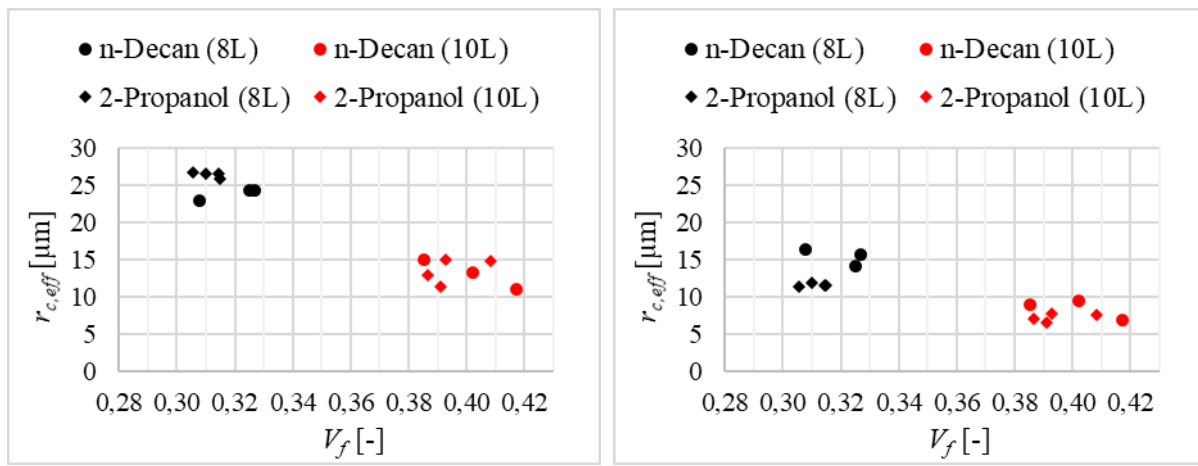 n-Decan (8L) n-Decan (10L)
2-Propanol (8L) 2-Propanol (10L)
30
25
20
15
10
5
0
r_{c,eff} [µm]
0,28 0,30 0,32 0,34 0,36 0,38 0,40 0,42
V_f [-]
n-Decan (8L) n-Decan (10L)
2-Propanol (8L) 2-Propanol (10L)
30
25
20
15
10
5
0
r_{c,eff} [µm]
0,28 0,30 0,32 0,34 0,36 0,38 0,40 0,42
V_f [-]